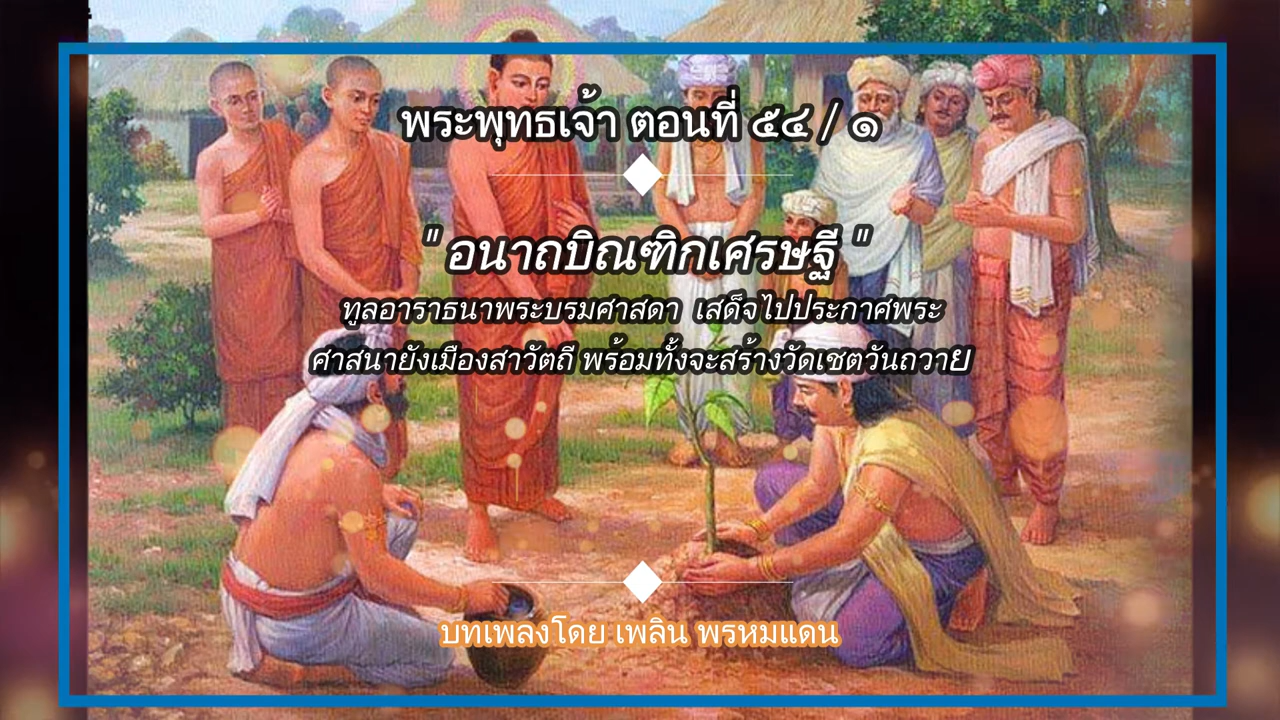 พระพุทธเจ้า ตอนที่ ๕๔ / ๑
" อนาถบิณฑิกเศรษฐี "
ทูลอาราธนาพระบรมศาสดา เสด็จไปประกาศพระ
ศาสนายังเมืองสาวัตถี พร้อมทั้งจะสร้างวัดเชตวันถวาย
บทเพลงโดย เพลิน พรหมแดน